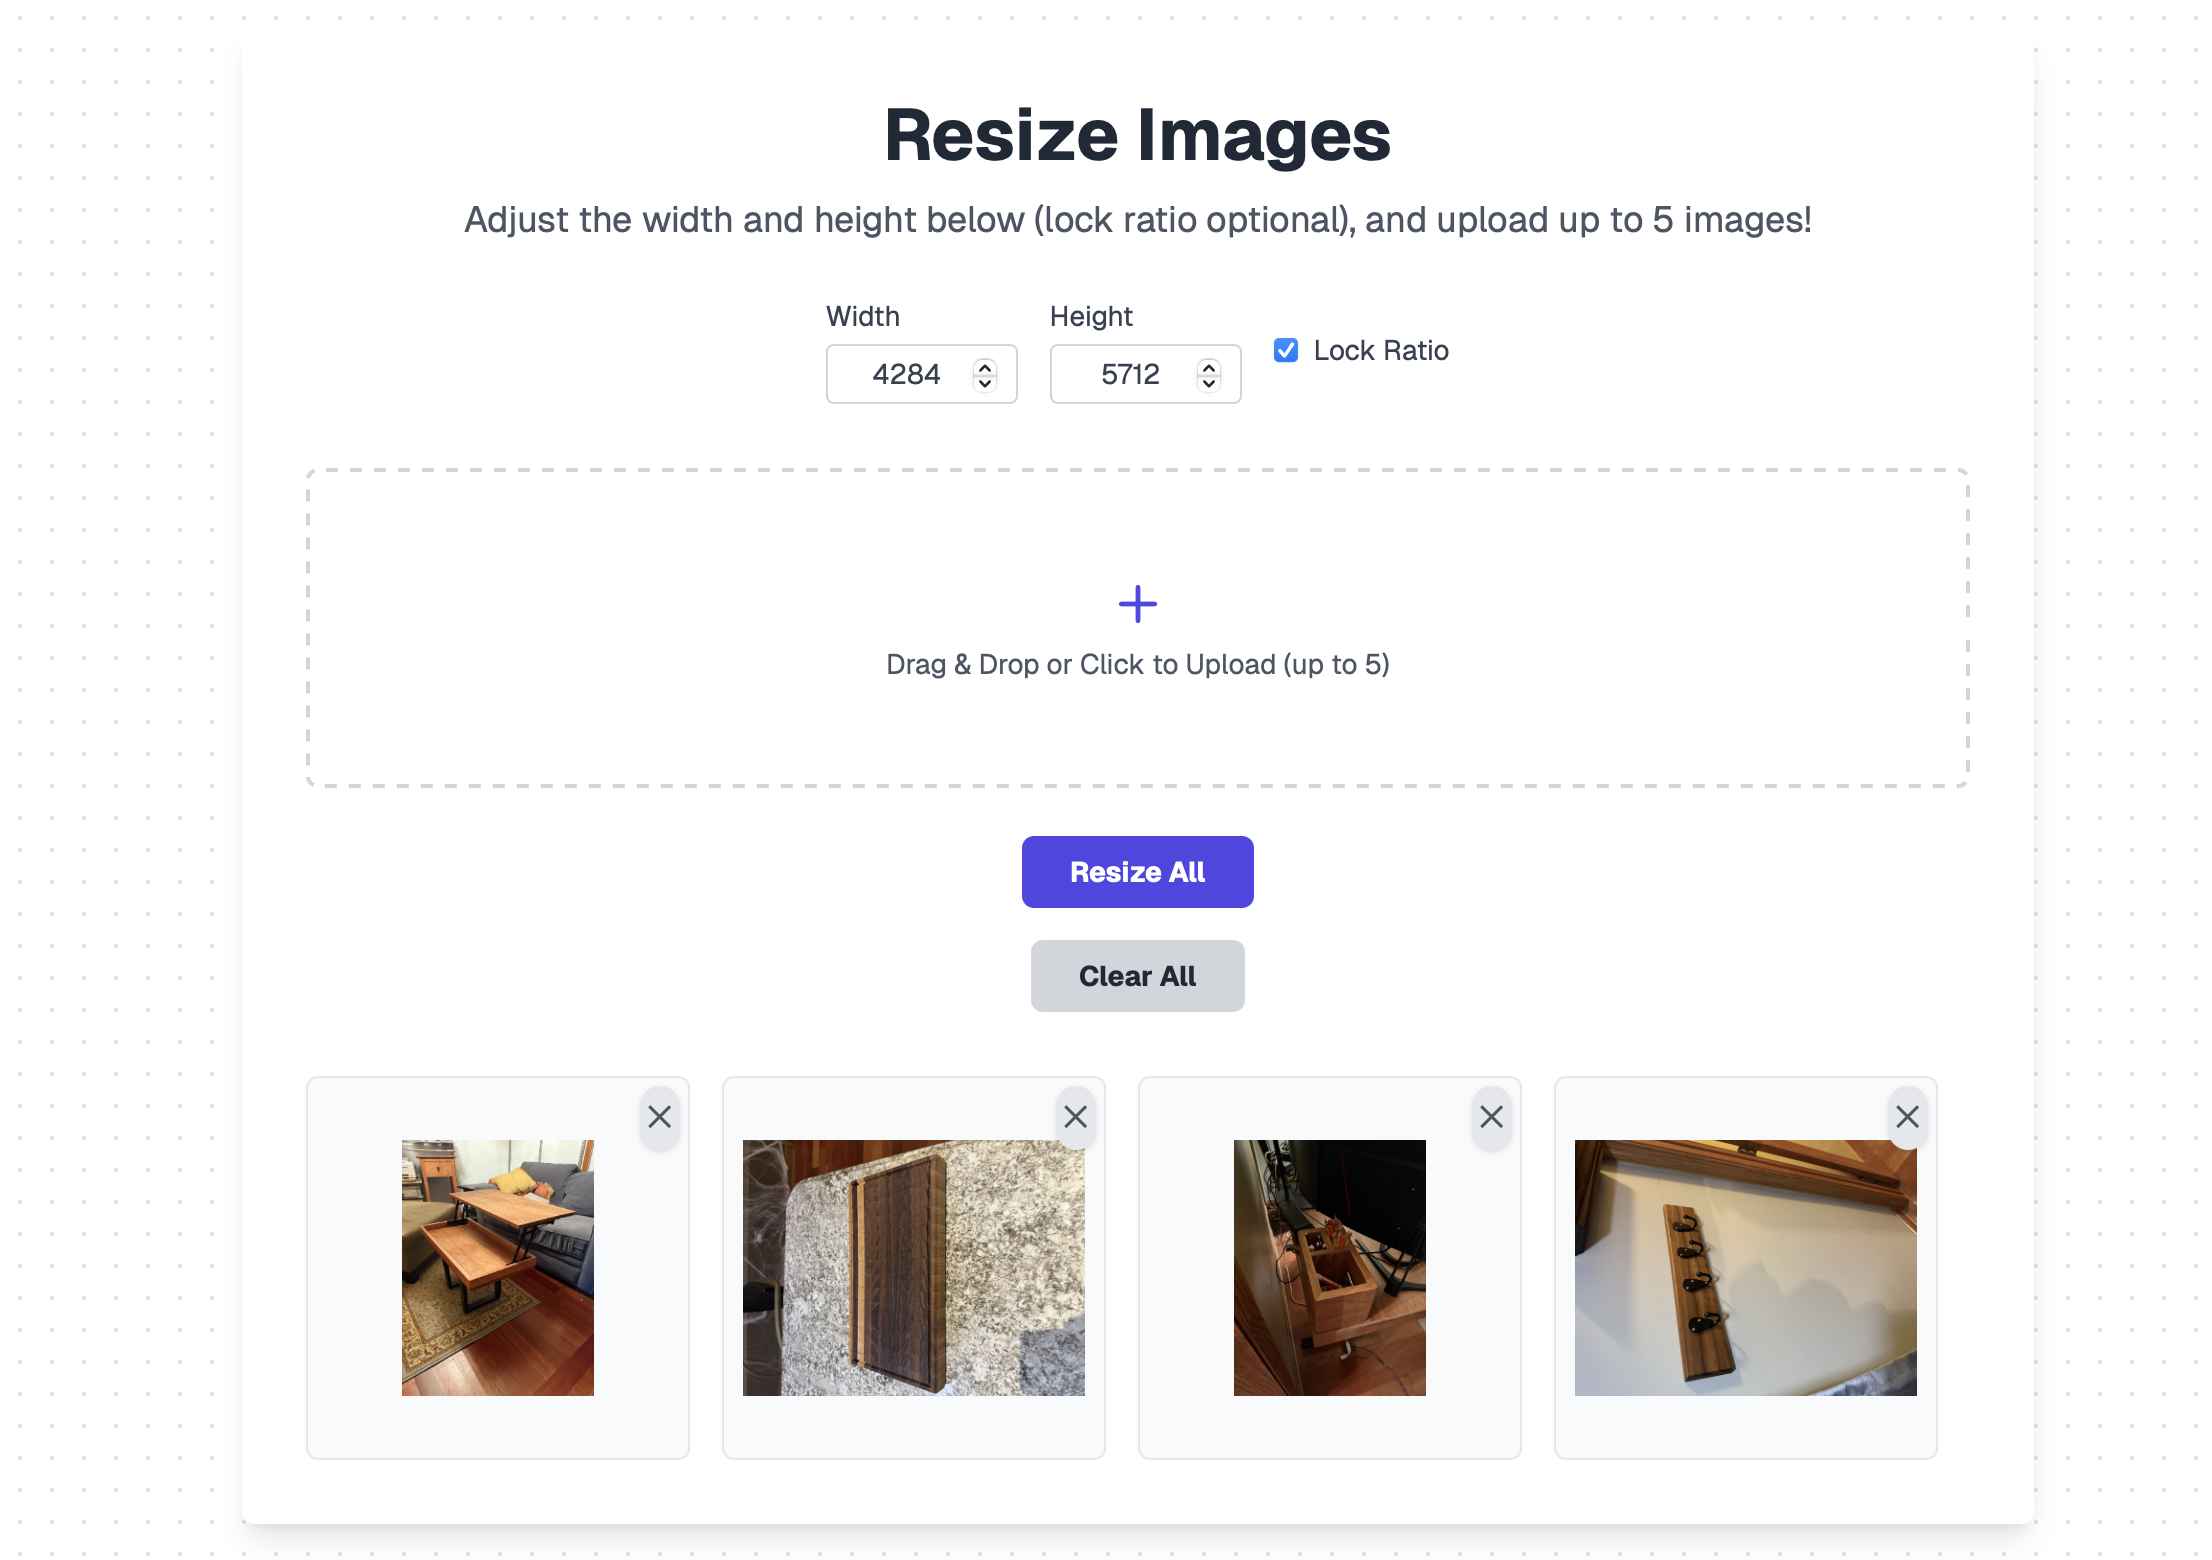 Resize Images
Adjust the width and height below (lock ratio optional), and upload up to 5 images!
Width
Height
4284
5712
Lock Ratio
Drag & Drop or Click to Upload (up to 5)
Resize All
Clear All